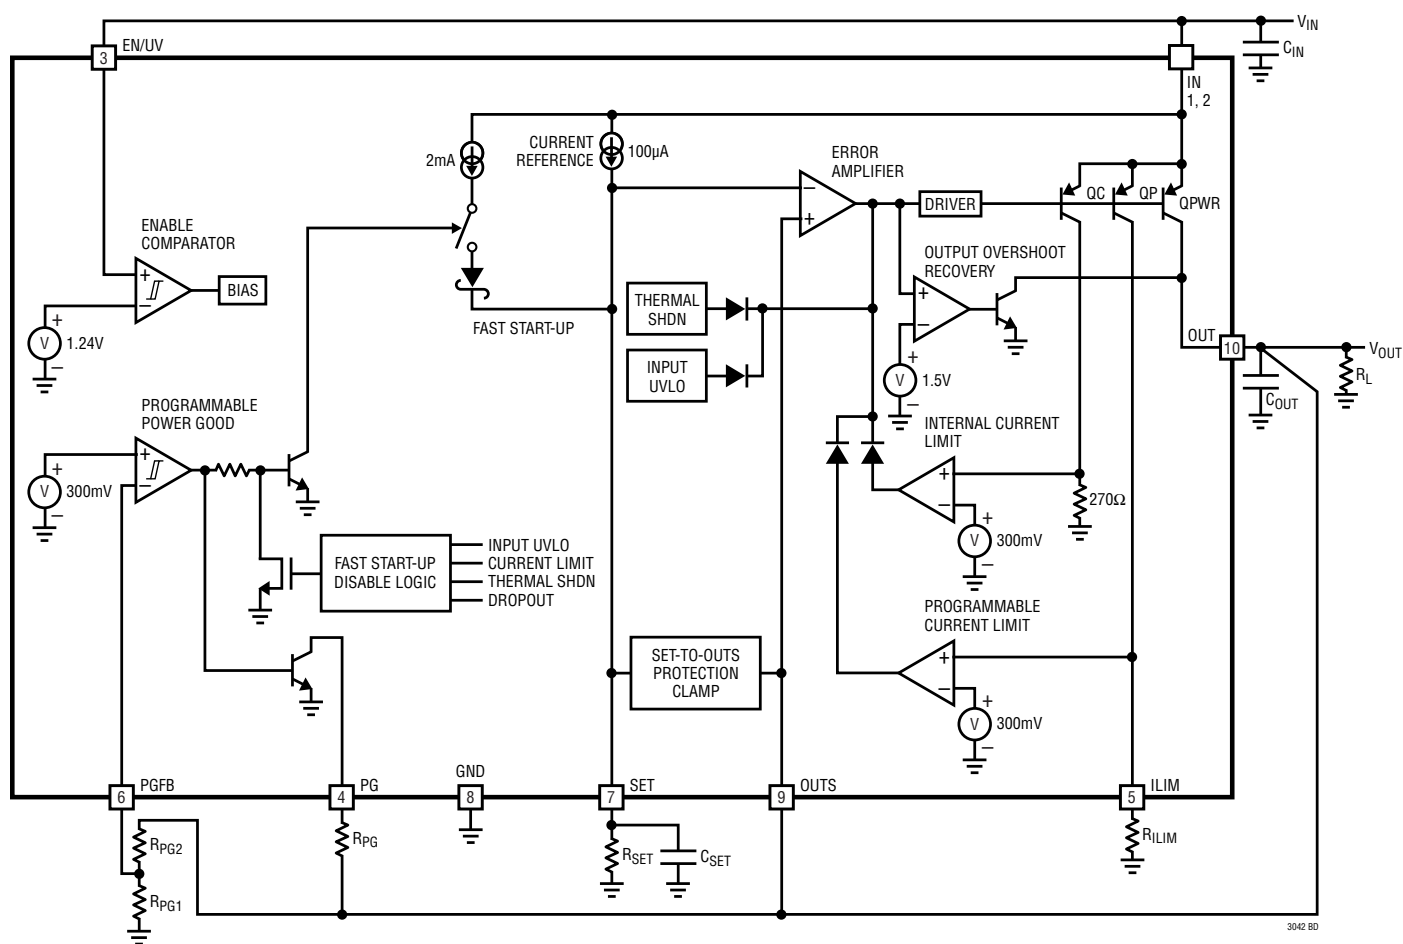 VIN
CIN
3
EN/UV
IN
1, 2
2mA
CURRENT
REFERENCE
100µA
ERROR
AMPLIFIER
−
+
DRIVER
QC
QP
QPWR
ENABLE
COMPARATOR
+
−
BIAS
+
V
1.24V
−
FAST START-UP
THERMAL
SHDN
INPUT
UVLO
OUTPUT OVERSHOOT
RECOVERY
+
−
+
V
1.5V
−
OUT
10
VOUT
COUT
RL
PROGRAMMABLE
POWER GOOD
+
−
+
V
300mV
−
INTERNAL CURRENT
LIMIT
+
−
270Ω
+
V
300mV
−
FAST START-UP
DISABLE LOGIC
INPUT UVLO
CURRENT LIMIT
THERMAL SHDN
DROPOUT
PROGRAMMABLE
CURRENT LIMIT
+
−
+
V
300mV
−
SET-TO-OUTS
PROTECTION
CLAMP
6
PGFB
4
PG
GND
8
7
SET
9
OUTS
5
ILIM
RPG2
RPG1
RPG
RSET
CSET
RILIM
3042 BD